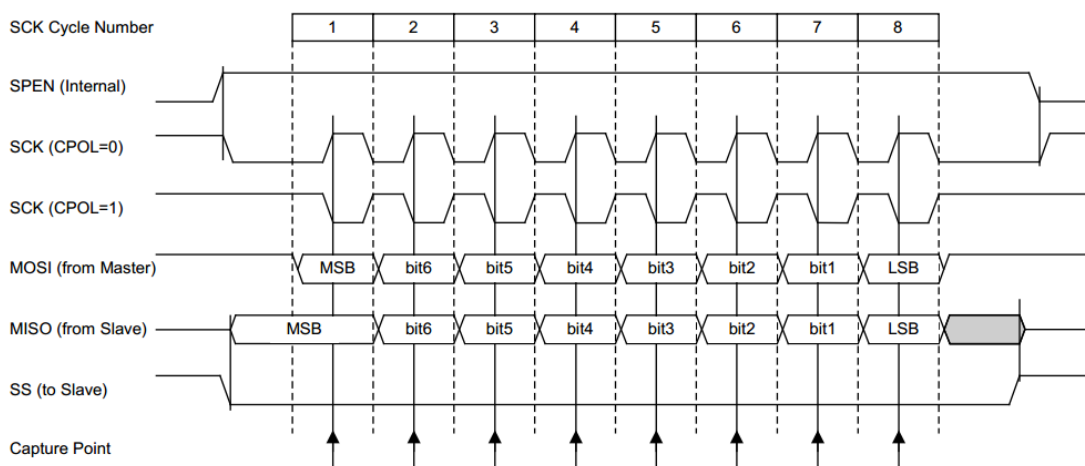 SCK Cycle Number 1 2 3 4 5 6 7 8
SPEN (Internal)
SCK (CPOL=0)
SCK (CPOL=1)
MOSI (from Master) MSB bit6 bit5 bit4 bit3 bit2 bit1 LSB
MISO (from Slave) MSB bit6 bit5 bit4 bit3 bit2 bit1 LSB
SS (to Slave)
Capture Point